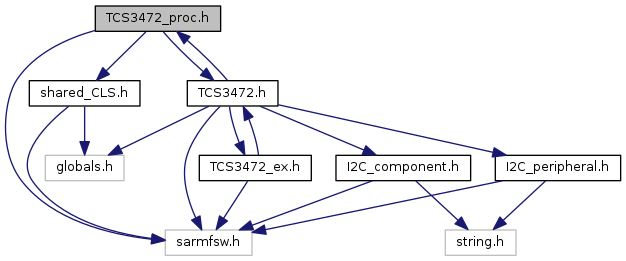 TCS3472_proc.h
shared_CLS.h
TCS3472.h
globals.h
TCS3472_ex.h
I2C_component.h
I2C_peripheral.h
sarmfsw.h
string.h